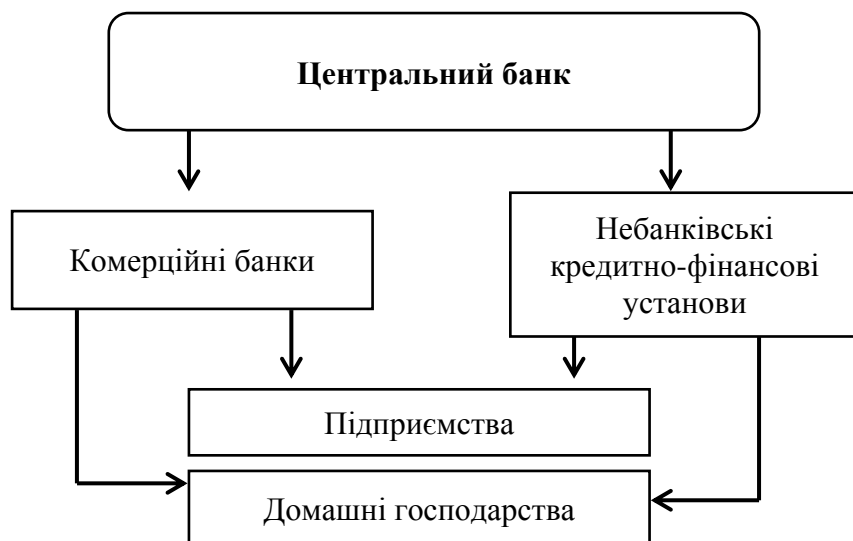 Центральний банк
Комерційні банки
Небанківські
кредитно-фінансові
установи
Підприємства
Домашні господарства